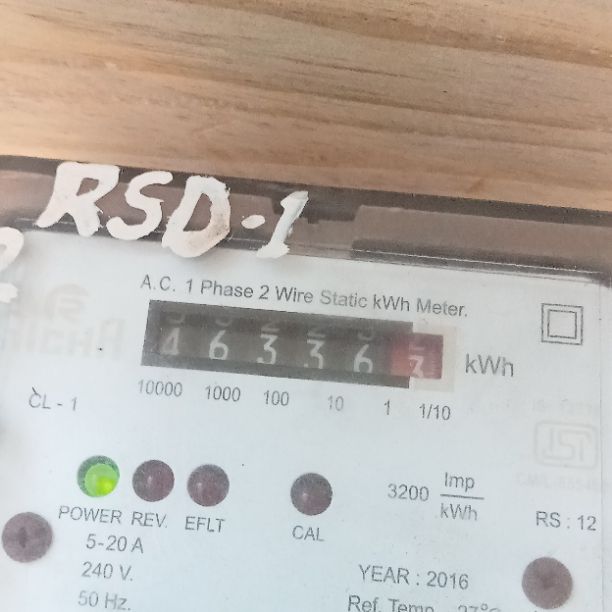 RSD-1
A.C. 1 Phase 2 Wire Static kWh Meter.
4 6 3 3 6 3 kWh
10000 1000 100 10 1 1/10
CL - 1
3200 Imp/kWh
POWER REV. EFLT CAL
RS : 12
5-20 A
240 V.
YEAR : 2016
50 Hz.
Ref. Temp